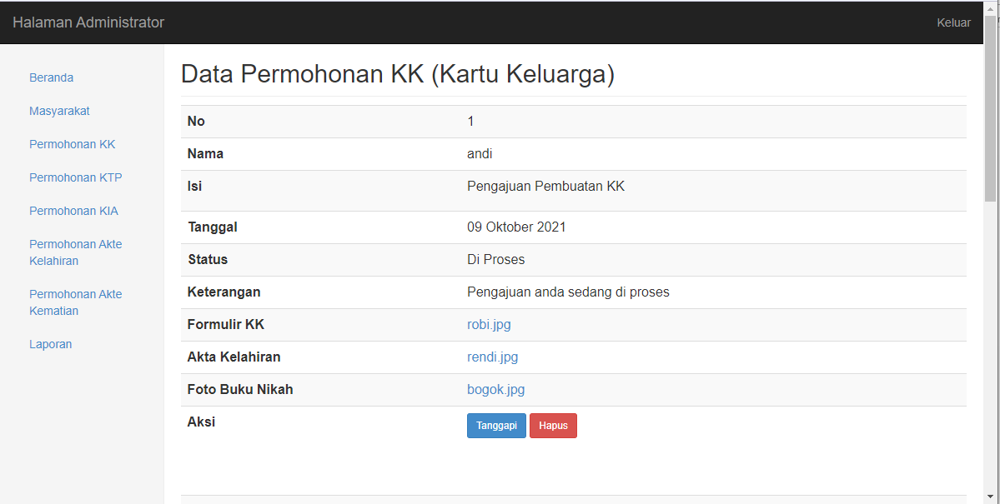 Halaman Administrator
Keluar
Beranda
Masyarakat
Permohonan KK
Permohonan KTP
Permohonan KIA
Permohonan Akte
Kelahiran
Permohonan Akte
Kematian
Laporan
Data Permohonan KK (Kartu Keluarga)
No 1
Nama andi
Isi Pengajuan Pembuatan KK
Tanggal 09 Oktober 2021
Status Di Proses
Keterangan Pengajuan anda sedang di proses
Formulir KK robi.jpg
Akta Kelahiran rendi.jpg
Foto Buku Nikah bogok.jpg
Aksi Tanggapi Hapus